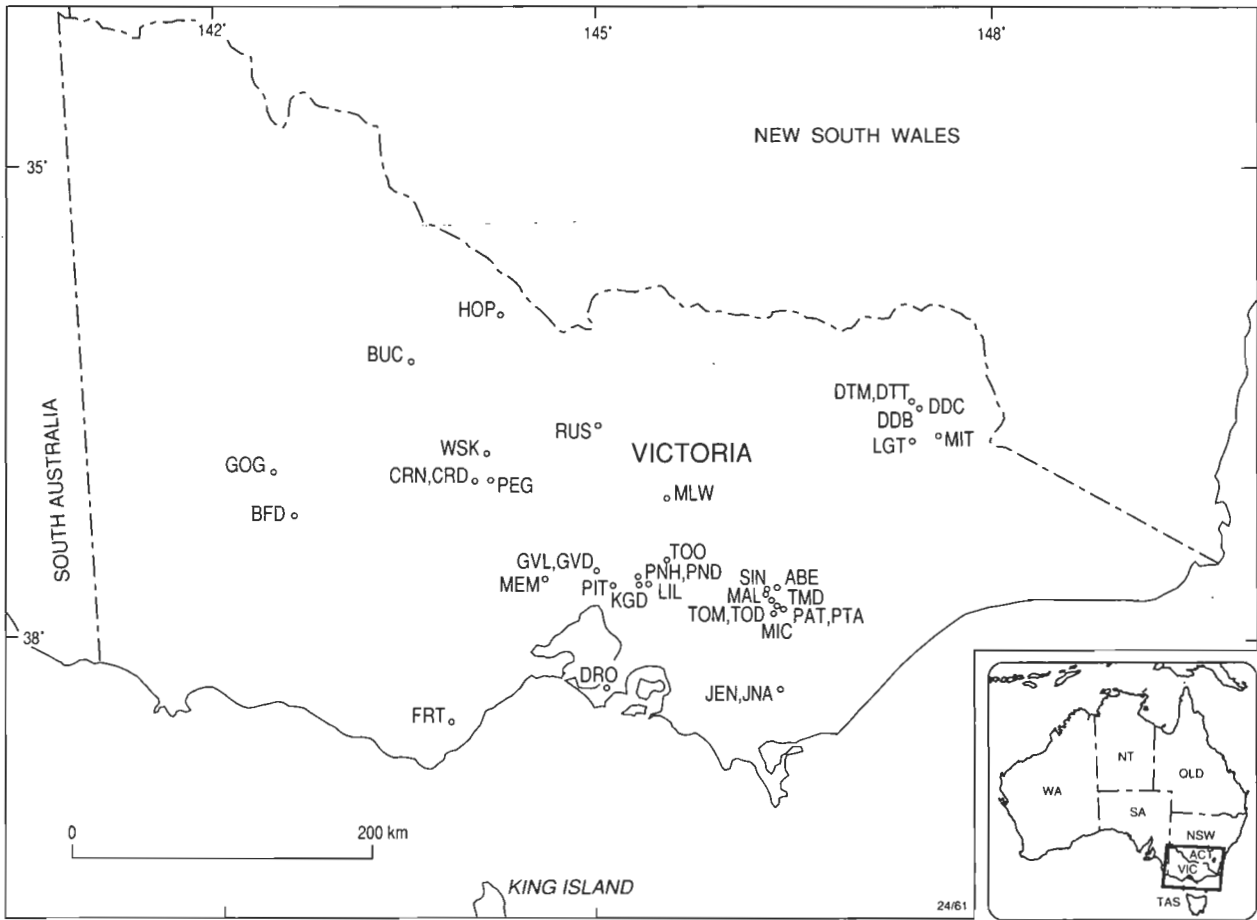 142°
145°
148°
NEW SOUTH WALES
35°
HOP
BUC
DTM,DTT
DDC
DDB
RUS
SOUTH AUSTRALIA
VICTORIA
LGT
MIT
WSK
GOG
CRN,CRD
PEG
MLW
BFD
TOO
GVL,GVD
PNH,PND
SIN
ABE
MEM
PIT
LIL
MAL
TMD
KGD
TOM,TOD
PAT,PTA
MIC
38°
DRO
JEN,JNA
FRT
0
200 km
KING ISLAND
24/61
NT
QLD
WA
SA
NSW
ACT
VIC
TAS